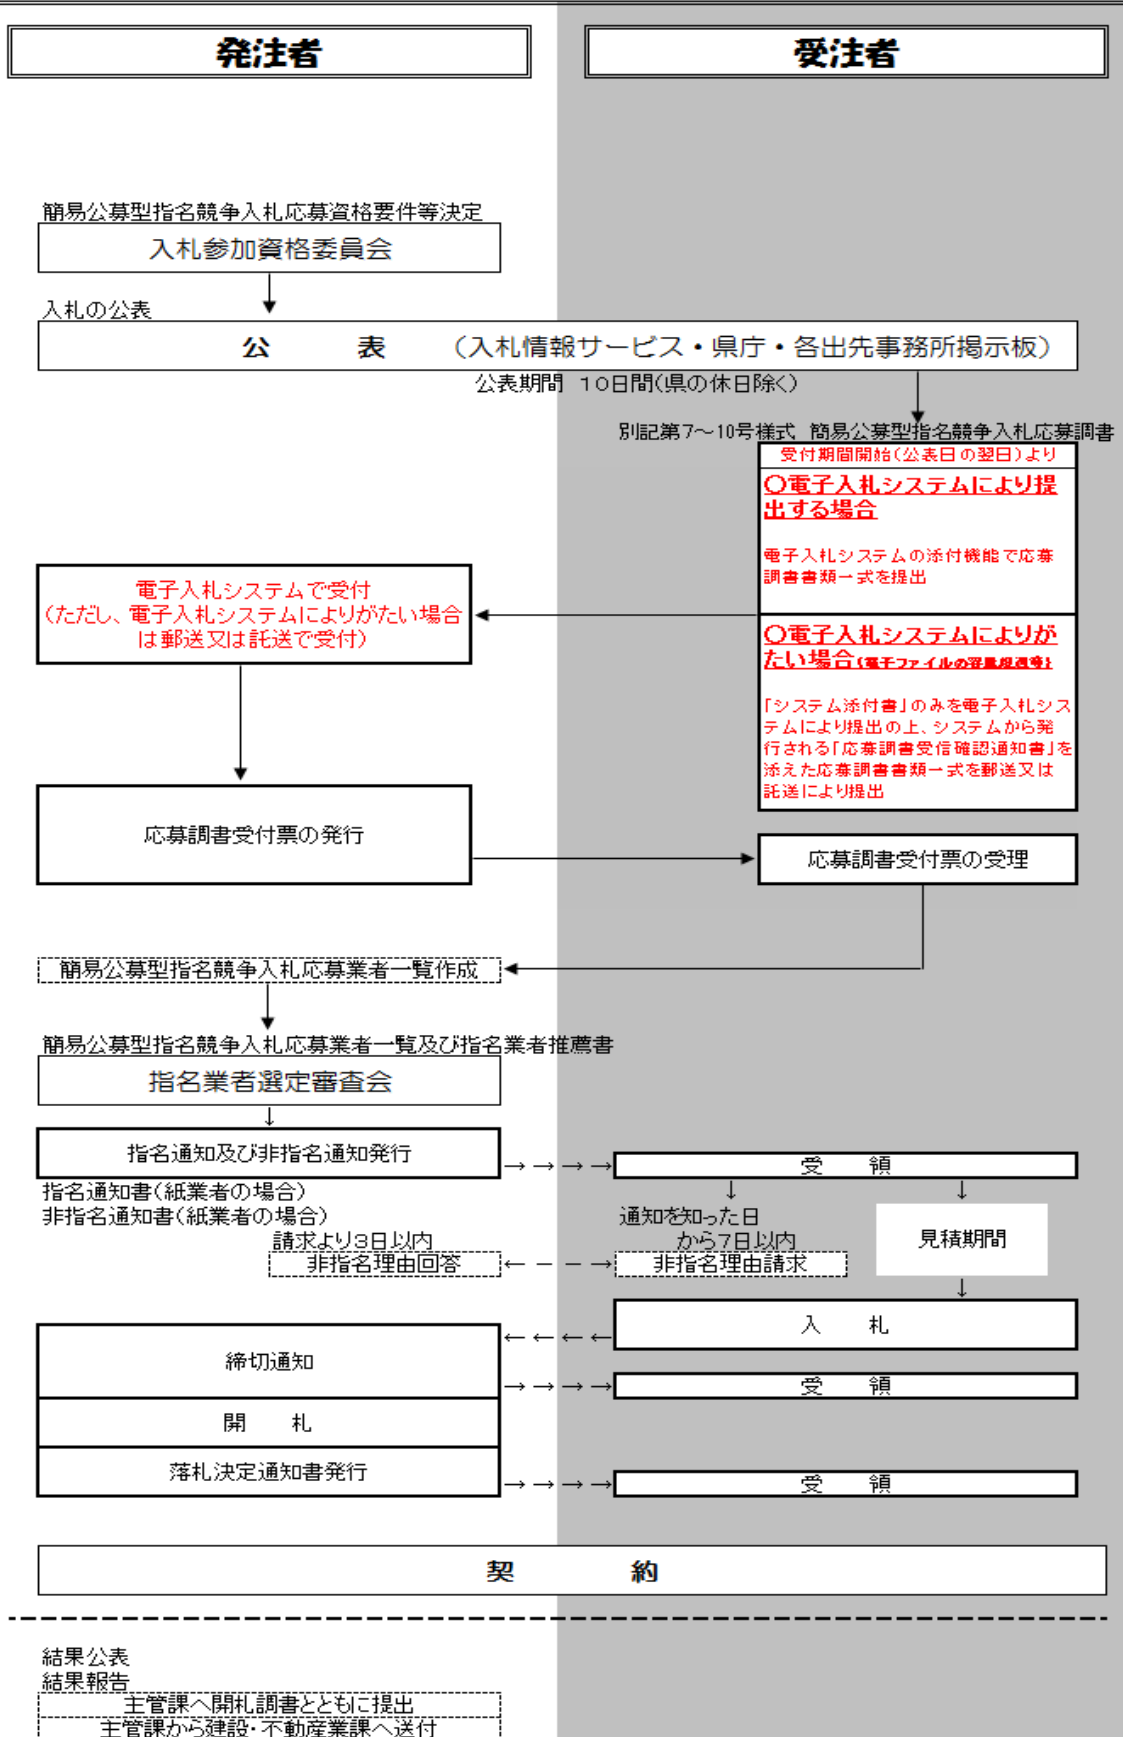 発注者
受注者
簡易公募型指名競争入札応募資格要件等決定
入札参加資格委員会
入札の公表
公　　表　（入札情報サービス・県庁・各出先事務所掲示板）
公表期間　１０日間（県の休日除く）
別記第７～１０号様式　簡易公募型指名競争入札応募調書
受付期間開始（公表日の翌日）より
〇電子入札システムにより提
出する場合
電子入札システムの添付機能で応募
調書書類一式を提出
電子入札システムで受付
（ただし、電子入札システムによりがたい場合
は郵送又は託送で受付）
〇電子入札システムによりが
たい場合（電子ファイルの容量超過等）
「システム添付書」のみを電子入札シス
テムにより提出の上、システムから発
行される「応募調書受信確認通知書」を
添えた応募調書書類一式を郵送又は
託送により提出
応募調書受付票の発行
応募調書受付票の受理
簡易公募型指名競争入札応募業者一覧作成
簡易公募型指名競争入札応募業者一覧及び指名業者推薦書
指名業者選定審査会
指名通知及び非指名通知発行
受　　領
指名通知書（紙業者の場合）
非指名通知書（紙業者の場合）
通知を知った日
から７日以内
見積期間
請求より３日以内
非指名理由回答
非指名理由請求
入　　札
締切通知
受　　領
開　　札
落札決定通知書発行
受　　領
契　　約
結果公表
結果報告
主管課へ開札調書とともに提出
主管課から建設・不動産業課へ送付